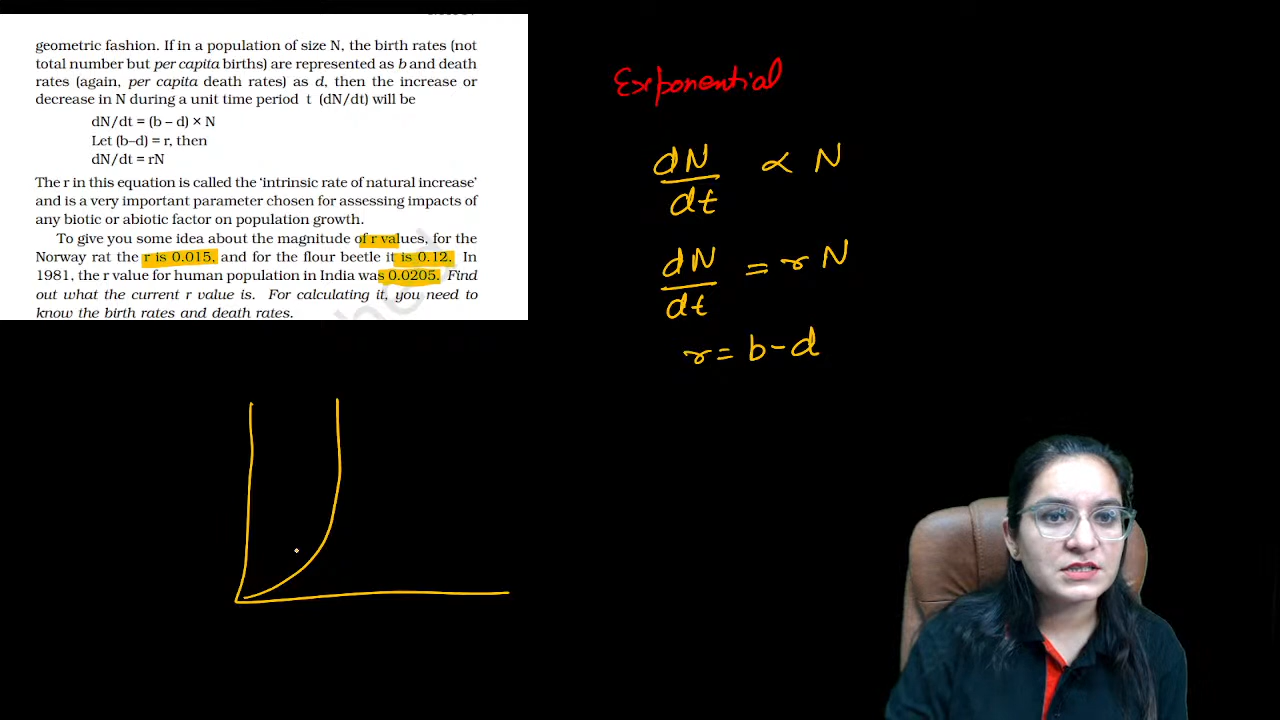 geometric fashion. If in a population of size N, the birth rates (not
total number but per capita births) are represented as b and death
rates (again, per capita death rates) as d, then the increase or
decrease in N during a unit time period t (dN/dt) will be
dN/dt = (b – d) × N
Let (b–d) = r, then
dN/dt = rN
The r in this equation is called the ‘intrinsic rate of natural increase’
and is a very important parameter chosen for assessing impacts of
any biotic or abiotic factor on population growth.
To give you some idea about the magnitude of r values, for the
Norway rat the r is 0.015, and for the flour beetle it is 0.12. In
1981, the r value for human population in India was 0.0205. Find
out what the current r value is. For calculating it, you need to
know the birth rates and death rates.
Exponential
dN/dt ∝ N
dN/dt = rN
r = b - d